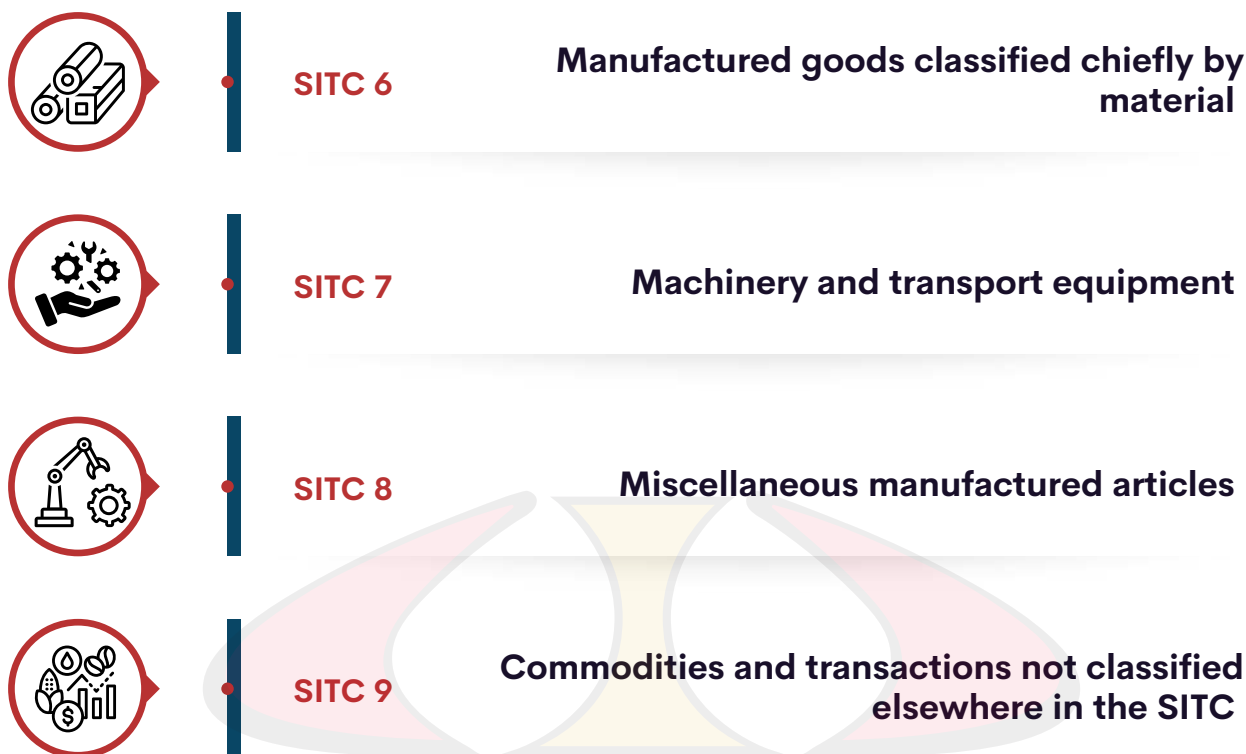 SITC 6
Manufactured goods classified chiefly by
material
SITC 7
Machinery and transport equipment
SITC 8
Miscellaneous manufactured articles
SITC 9
Commodities and transactions not classified
elsewhere in the SITC